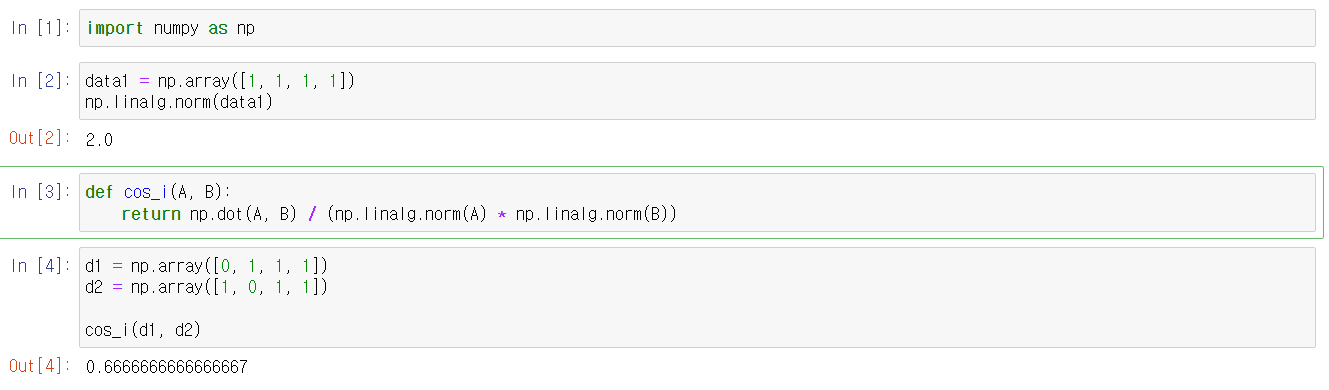 In [1]: import numpy as np
In [2]: data1 = np.array([1, 1, 1, 1])
np.linalg.norm(data1)
Out[2]: 2.0
In [3]: def cos_i(A, B):
return np.dot(A, B) / (np.linalg.norm(A) * np.linalg.norm(B))
In [4]: d1 = np.array([0, 1, 1, 1])
d2 = np.array([1, 0, 1, 1])
cos_i(d1, d2)
Out[4]: 0.6666666666666667